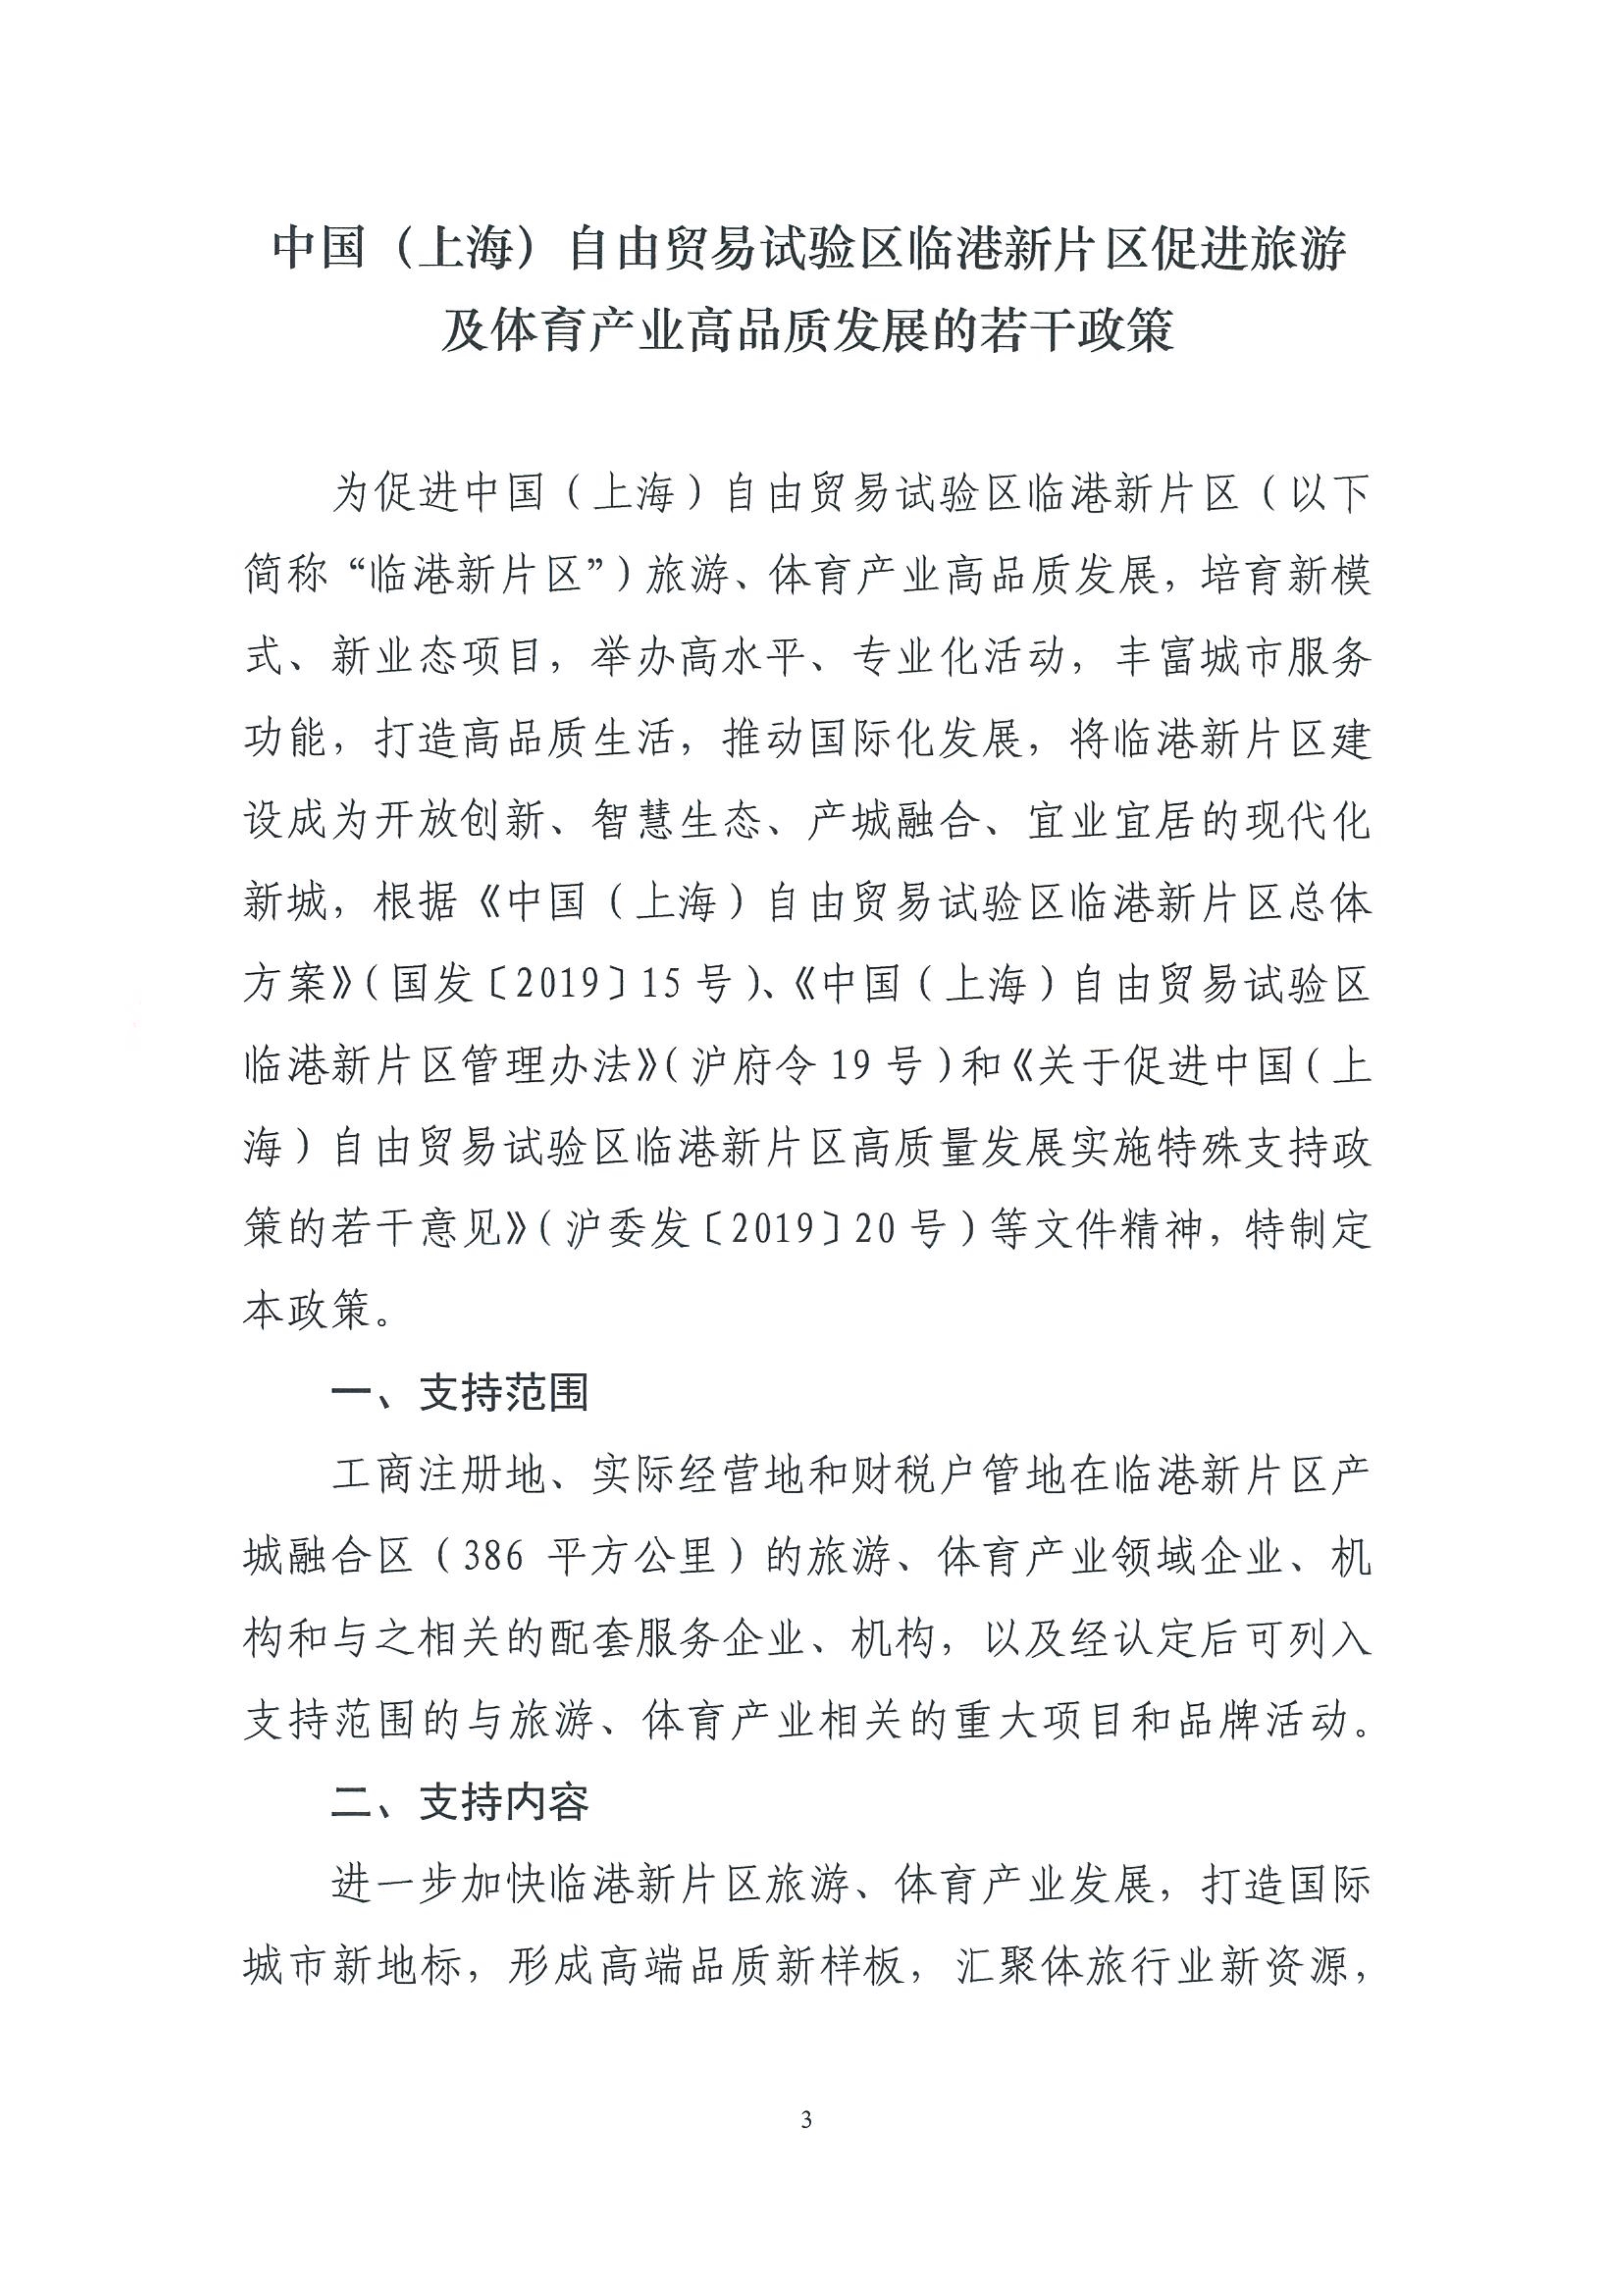 中国（上海）自由贸易试验区临港新片区促进旅游
及体育产业高品质发展的若干政策
为促进中国（上海）自由贸易试验区临港新片区（以下
简称“临港新片区”）旅游、体育产业高品质发展，培育新模
式、新业态项目，举办高水平、专业化活动，丰富城市服务
功能，打造高品质生活，推动国际化发展，将临港新片区建
设成为开放创新、智慧生态、产城融合、宜业宜居的现代化
新城，根据《中国（上海）自由贸易试验区临港新片区总体
方案》（国发〔2019〕15 号）、《中国（上海）自由贸易试验区
临港新片区管理办法》（沪府令 19 号）和《关于促进中国（上
海）自由贸易试验区临港新片区高质量发展实施特殊支持政
策的若干意见》（沪委发〔2019〕20 号）等文件精神，特制定
本政策。
一、支持范围
工商注册地、实际经营地和财税户管地在临港新片区产
城融合区（386 平方公里）的旅游、体育产业领域企业、机
构和与之相关的配套服务企业、机构，以及经认定后可列入
支持范围的与旅游、体育产业相关的重大项目和品牌活动。
二、支持内容
进一步加快临港新片区旅游、体育产业发展，打造国际
城市新地标，形成高端品质新样板，汇聚体旅行业新资源，
3